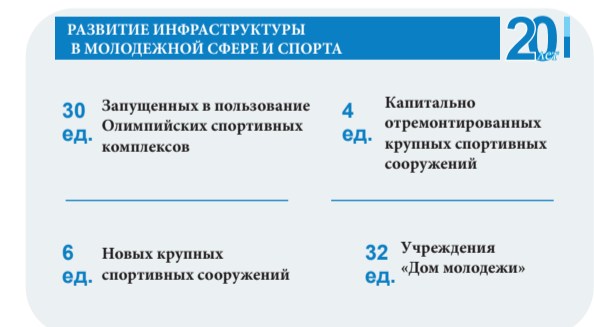 РАЗВИТИЕ ИНФРАСТРУКТУРЫ
В МОЛОДЕЖНОЙ СФЕРЕ И СПОРТА
20
лет
30
ед.
Запущенных в пользование
Олимпийских спортивных
комплексов
4
ед.
Капитально
отремонтированных
крупных спортивных
сооружений
6
ед.
Новых крупных
спортивных сооружений
32
ед.
Учреждения
«Дом молодежи»